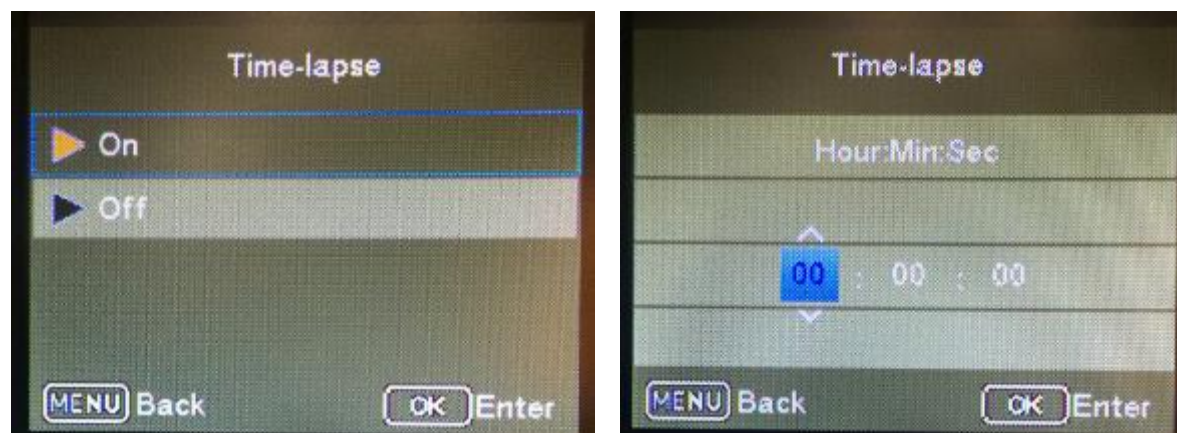 Time-lapse
On
Off
MENU Back OK Enter
Time-lapse
Hour:Min:Sec
00 : 00 : 00
MENU Back OK Enter